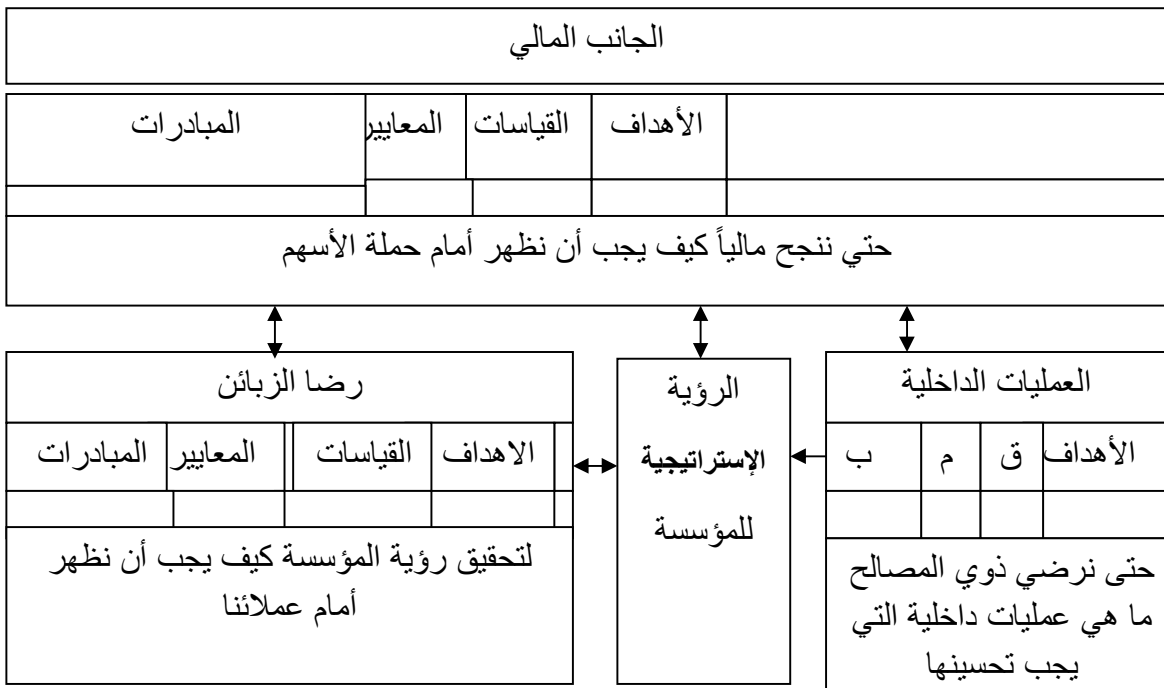 الجانب المالي
الأهداف القياسات المعايير المبادرات
حتي ننجح مالياً كيف يجب أن نظهر أمام حملة الأسهم
العمليات الداخلية
الأهداف ق م ب
حتى نرضي ذوي المصالح
ما هي عمليات داخلية التي
يجب تحسينها
الرؤية
الإستراتيجية
للمؤسسة
رضا الزبائن
الاهداف القياسات المعايير المبادرات
لتحقيق رؤية المؤسسة كيف يجب أن نظهر
أمام عملائنا